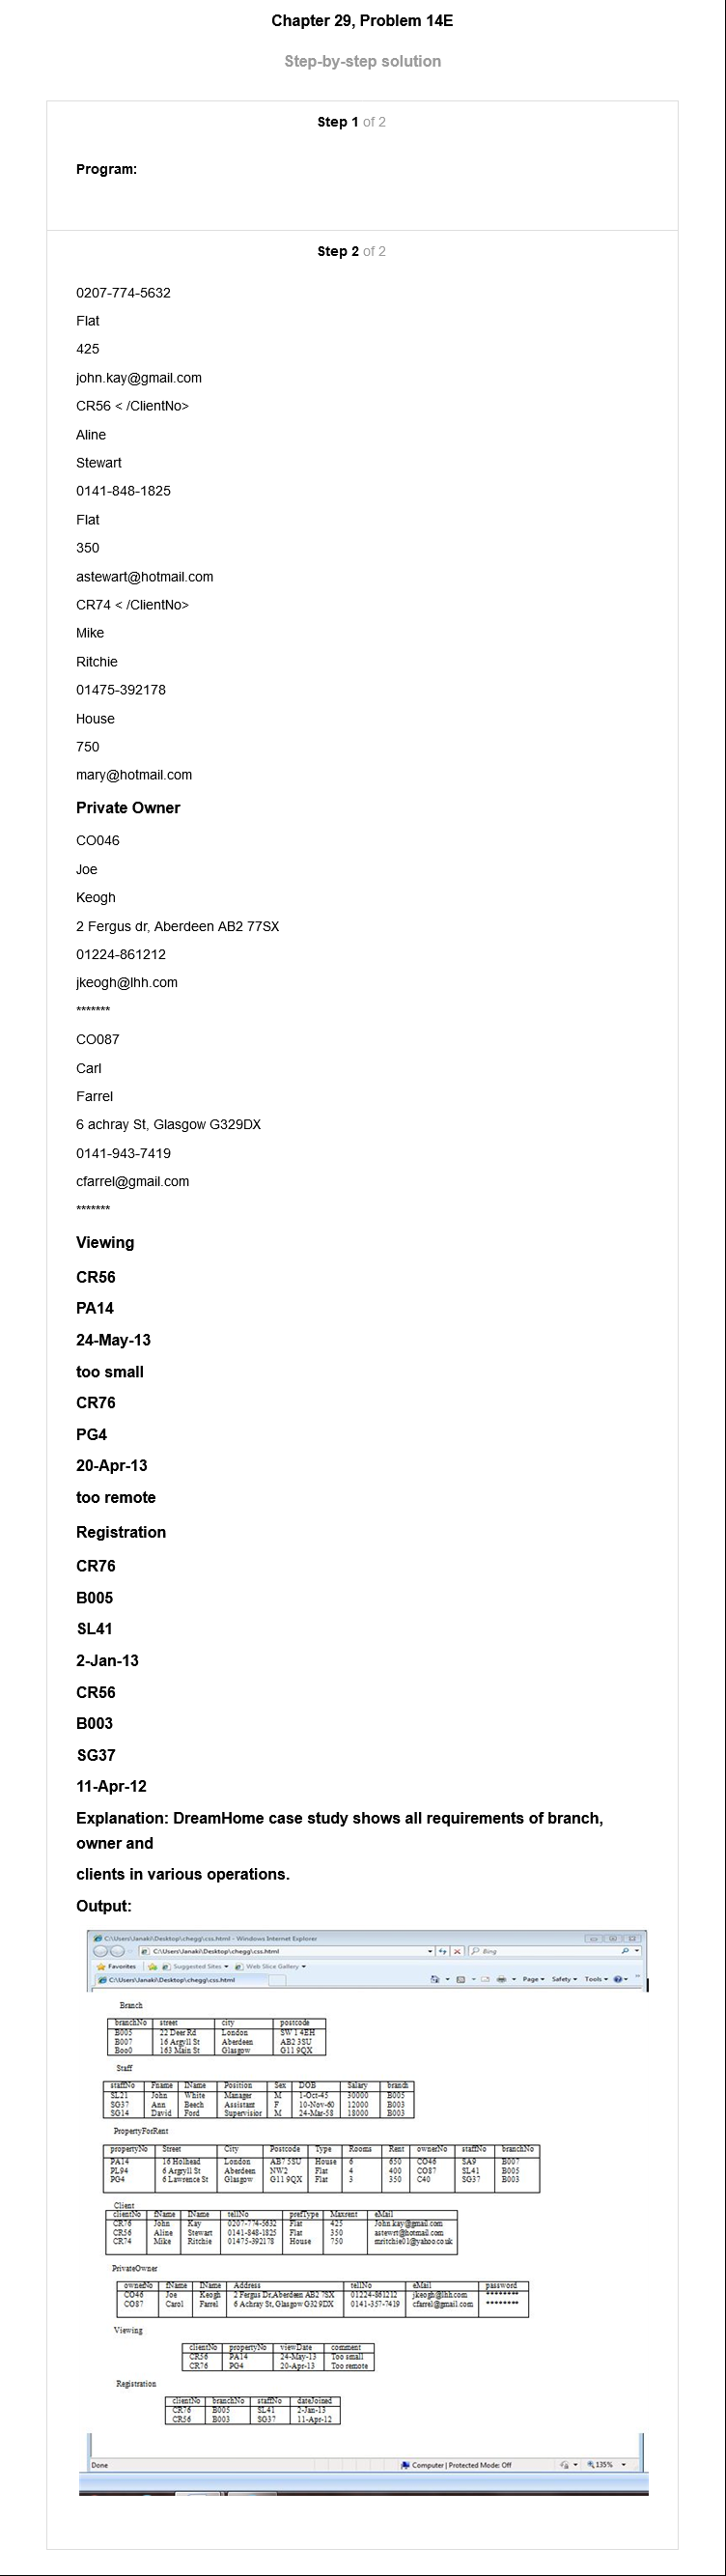 Chapter 29, Problem 14E
Step-by-step solution
Step 1 of 2
Program:
Step 2 of 2
0207-774-5632
Flat
425
john.kay@gmail.com
CR56 < /ClientNo>
Aline
Stewart
0141-848-1825
Flat
350
astewart@hotmail.com
CR74 < /ClientNo>
Mike
Ritchie
01475-392178
House
750
mary@hotmail.com
Private Owner
CO046
Joe
Keogh
2 Fergus dr, Aberdeen AB2 77SX
01224-861212
jkeogh@lhh.com
*******
CO087
Carl
Farrel
6 achray St, Glasgow G329DX
0141-943-7419
cfarrel@gmail.com
*******
Viewing
CR56
PA14
24-May-13
too small
CR76
PG4
20-Apr-13
too remote
Registration
CR76
B005
SL41
2-Jan-13
CR56
B003
SG37
11-Apr-12
Explanation: DreamHome case study shows all requirements of branch,
owner and
clients in various operations.
Output:
C:\Users\Janaki\Desktop\chegg\css.html - Windows Internet Explorer
C:\Users\Janaki\Desktop\chegg\css.html Bing
Favorites Suggested Sites Web Slice Gallery
C:\Users\Janaki\Desktop\chegg\css.html Page Safety Tools
Branch
branchNo street city postcode
B005 22 Deer Rd London SW 1 4EH
B007 16 Argyll St Aberdeen AB2 3SU
Boo0 163 Main St Glasgow G11 9QX
Staff
staffNo Fname lName Position Sex DOB Salary branch
SL21 John White Manager M 1-Oct-45 30000 B005
SG37 Ann Beech Assistant F 10-Nov-60 12000 B003
SG14 David Ford Supervisior M 24-Mar-58 18000 B003
PropertyForRent
propertyNo Street City Postcode Type Rooms Rent ownerNo staffNo branchNo
PA14 16 Holhead London AB7 5SU House 6 650 CO46 SA9 B007
PL94 6 Argryll St Aberdeen NW2 Flat 4 400 CO87 SL41 B005
PG4 6 Lawrence St Glasgow G11 9QX Flat 3 350 C40 SG37 B003
Client
clientNo fName lName tellNo prefType Maxrent eMail
CR76 John Kay 0207-774-5632 Flat 425 John.kay@gmail.com
CR56 Aline Stewart 0141-848-1825 Flat 350 astewrt@hotmail.com
CR74 Mike Ritchie 01475-392178 House 750 mritchie01@yahoo.co.uk
PrivateOwner
ownerNo fName lName Address tellNo eMail password
CO46 Joe Keogh 2 Fergus Dr,Aberdeen AB2 7SX 01224-861212 jkeogh@lhh.com ********
CO87 Carol Farrel 6 Achray St, Glasgow G32 9DX 0141-357-7419 cfarrel@gmail.com ********
Viewing
clientNo propertyNo viewDate comment
CR56 PA14 24-May-13 Too small
CR76 PG4 20-Apr-13 Too remote
Registration
clientNo branchNo staffNo dateJoined
CR76 B005 SL41 2-Jan-13
CR56 B003 SG37 11-Apr-12
Done Computer | Protected Mode: Off 135%